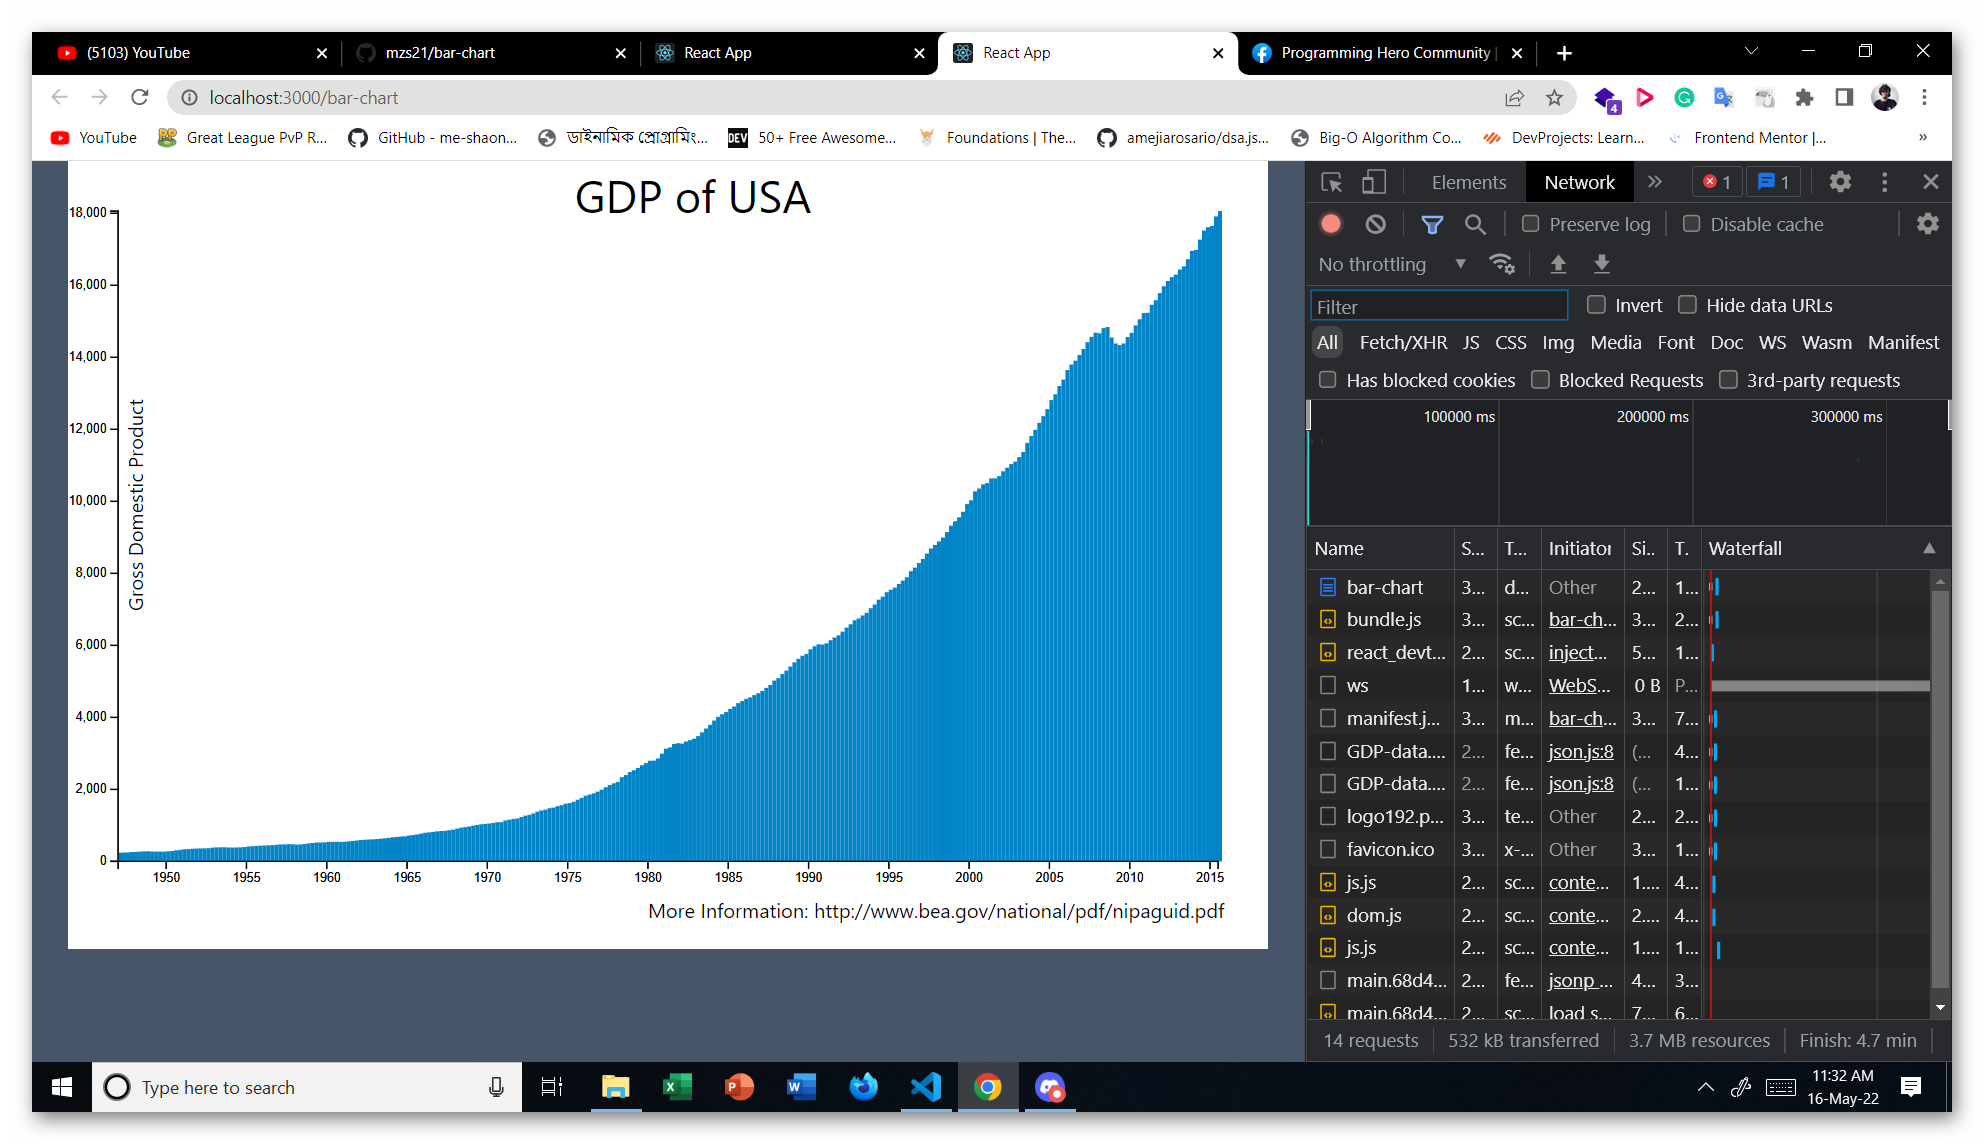 (5103) YouTube
mzs21/bar-chart
React App
React App
Programming Hero Community |
localhost:3000/bar-chart
4
YouTube
Great League PvP R...
GitHub - me-shaon...
ডাইনামিক প্রোগ্রামিং...
DEV
50+ Free Awesome...
Foundations | The...
amejiarosario/dsa.js...
Big-O Algorithm Co...
DevProjects: Learn...
Frontend Mentor |...
»
GDP of USA
18,000
16,000
14,000
12,000
10,000
8,000
6,000
4,000
2,000
0
Gross Domestic Product
1950 1955 1960 1965 1970 1975 1980 1985 1990 1995 2000 2005 2010 2015
More Information: http://www.bea.gov/national/pdf/nipaguid.pdf
Elements Network » 1 1
Preserve log Disable cache
No throttling
Filter Invert Hide data URLs
All Fetch/XHR JS CSS Img Media Font Doc WS Wasm Manifest
Has blocked cookies Blocked Requests 3rd-party requests
100000 ms 200000 ms 300000 ms
Name S... T... Initiator Si.. T. Waterfall
bar-chart 3... d... Other 2... 1...
bundle.js 3... sc... bar-ch... 3... 2...
react_devt... 2... sc... inject... 5... 1...
ws 1... w... WebS... 0 B P...
manifest.j... 3... m... bar-ch... 3... 7...
GDP-data.... 2... fe... json.js:8 (... 4...
GDP-data.... 2... fe... json.js:8 (... 1...
logo192.p... 3... te... Other 2... 2...
favicon.ico 3... x-... Other 3... 1...
js.js 2... sc... conte... 1.... 4...
dom.js 2... sc... conte... 2.... 4...
js.js 2... sc... conte... 1.... 1...
main.68d4... 2... fe... jsonp ... 4... 3...
main.68d4... 2... sc... load s... 7... 6...
14 requests 532 kB transferred 3.7 MB resources Finish: 4.7 min
Type here to search
11:32 AM
16-May-22